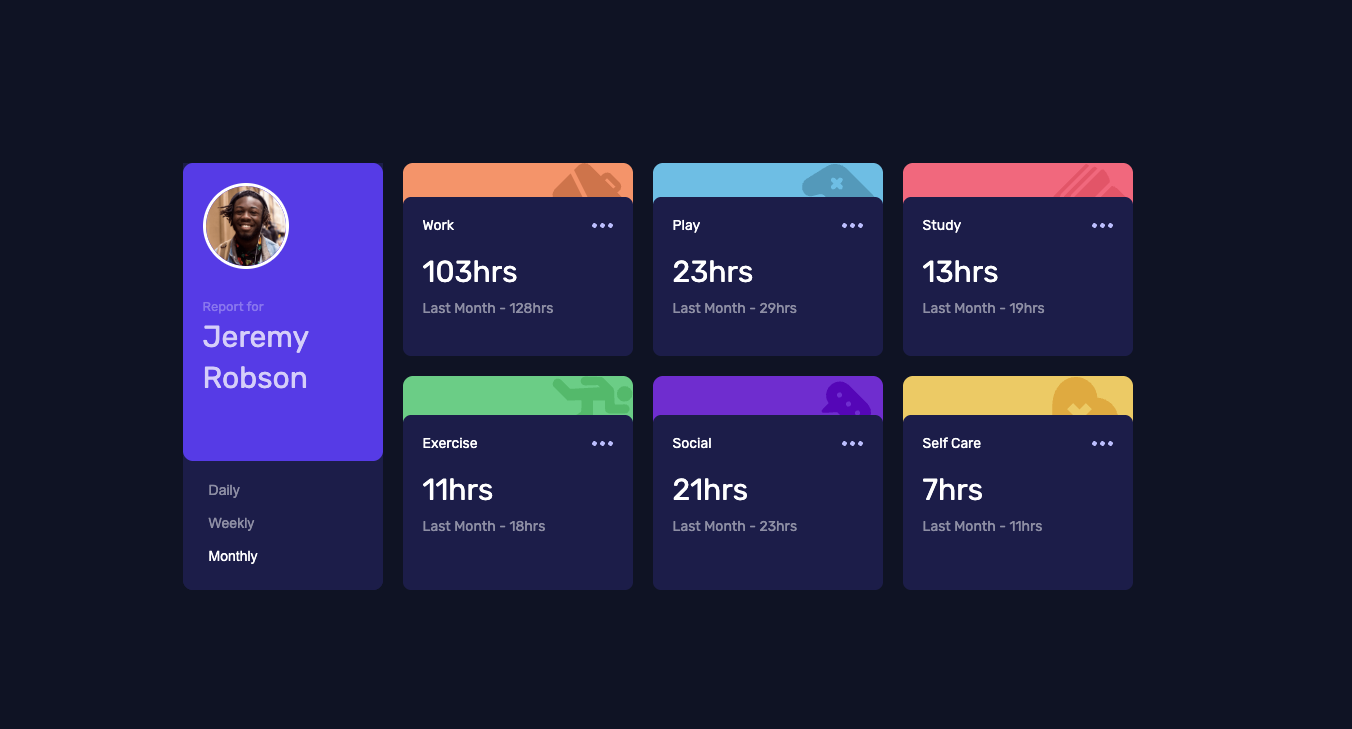 Report for
Jeremy
Robson
Daily
Weekly
Monthly
Work
103hrs
Last Month - 128hrs
Play
23hrs
Last Month - 29hrs
Study
13hrs
Last Month - 19hrs
Exercise
11hrs
Last Month - 18hrs
Social
21hrs
Last Month - 23hrs
Self Care
7hrs
Last Month - 11hrs